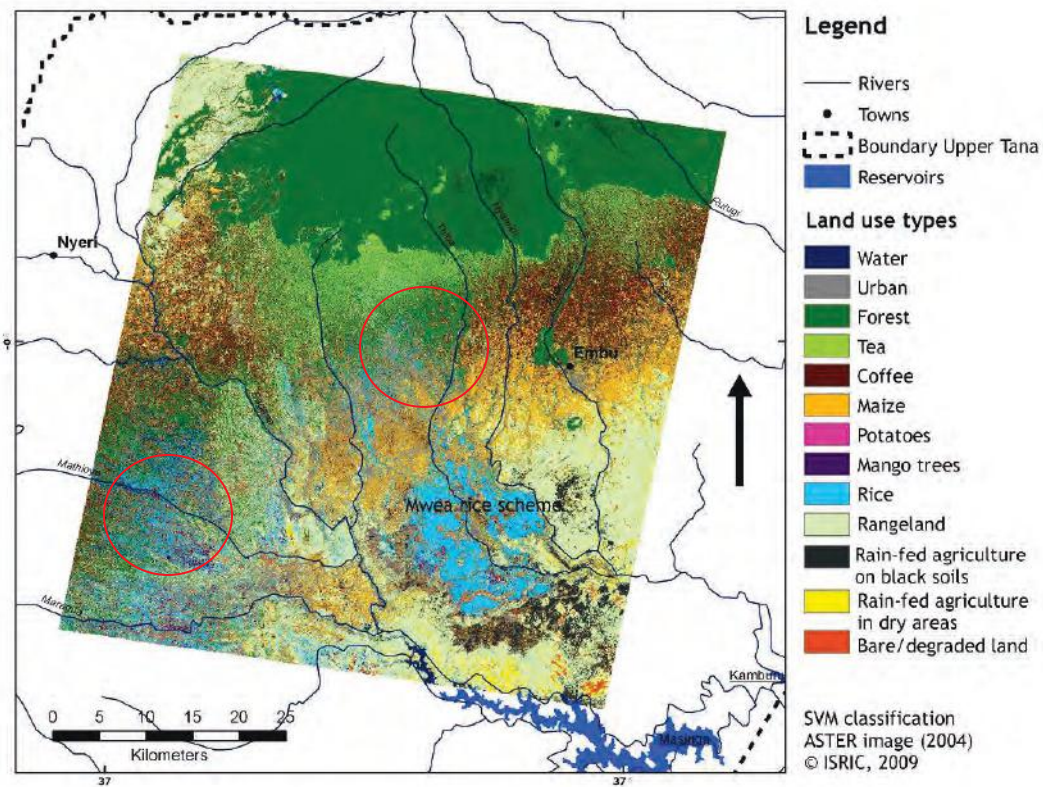 Legend
Rivers
Towns
Boundary Upper Tana
Reservoirs
Land use types
Water
Urban
Forest
Tea
Coffee
Maize
Potatoes
Mango trees
Rice
Rangeland
Rain-fed agriculture
on black soils
Rain-fed agriculture
in dry areas
Bare/degraded land
SVM classification
ASTER image (2004)
© ISRIC, 2009
Nyeri
Embu
Mathioya
Mwea rice scheme
Masinga
0 5 10 15 20 25
Kilometers
37
37